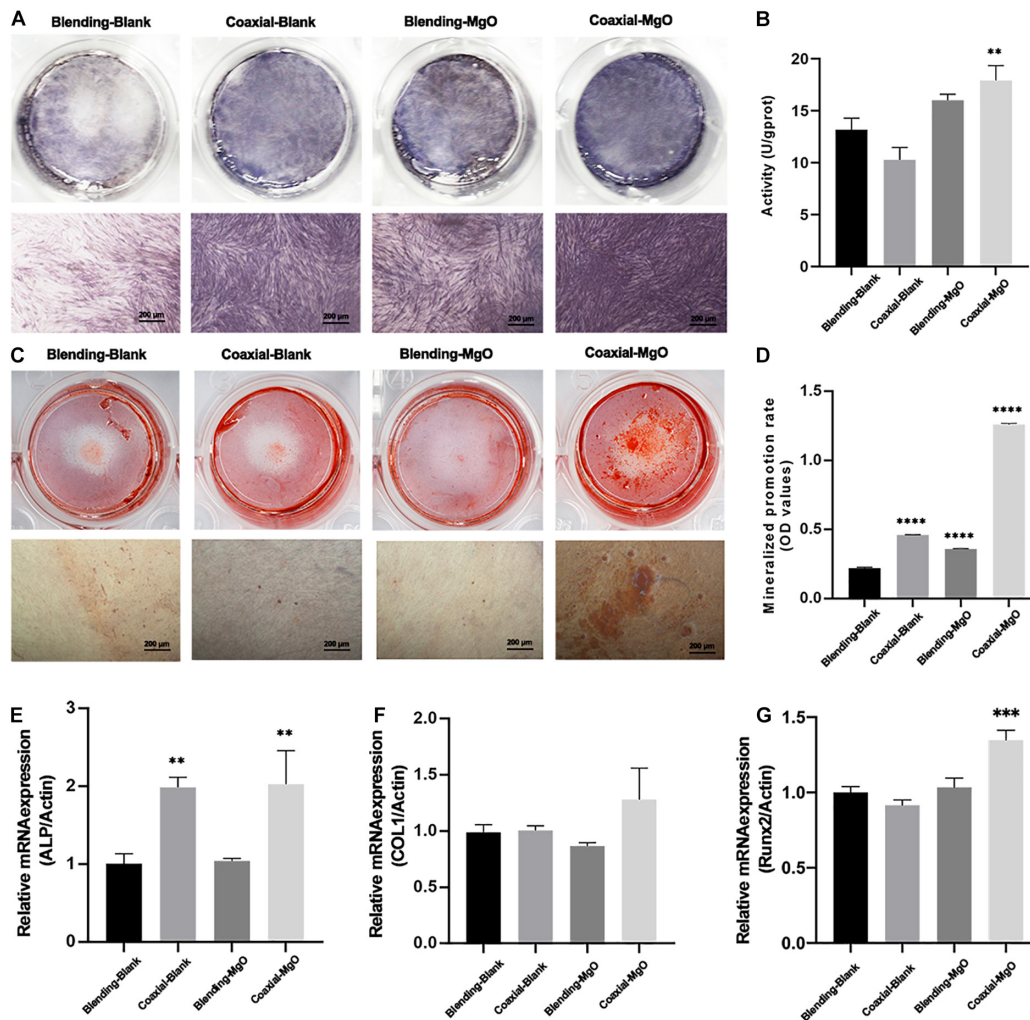 A
Blending-Blank
Coaxial-Blank
Blending-MgO
Coaxial-MgO
200 µm
200 µm
200 µm
200 µm
B
Activity (U/gprot)
20
15
10
5
0
**
Blending-Blank
Coaxial-Blank
Blending-MgO
Coaxial-MgO
C
Blending-Blank
Coaxial-Blank
Blending-MgO
Coaxial-MgO
200 µm
200 µm
200 µm
200 µm
D
Mineralized promotion rate
(OD values)
1.5
1.0
0.5
0.0
****
****
****
Blending-Blank
Coaxial-Blank
Blending-MgO
Coaxial-MgO
E
Relative mRNAexpression
(ALP/Actin)
3
2
1
0
**
**
Blending-Blank
Coaxial-Blank
Blending-MgO
Coaxial-MgO
F
Relative mRNAexpression
(COL1/Actin)
2.0
1.5
1.0
0.5
0.0
Blending-Blank
Coaxial-Blank
Blending-MgO
Coaxial-MgO
G
Relative mRNAexpression
(Runx2/Actin)
1.5
1.0
0.5
0.0
***
Blending-Blank
Coaxial-Blank
Blending-MgO
Coaxial-MgO